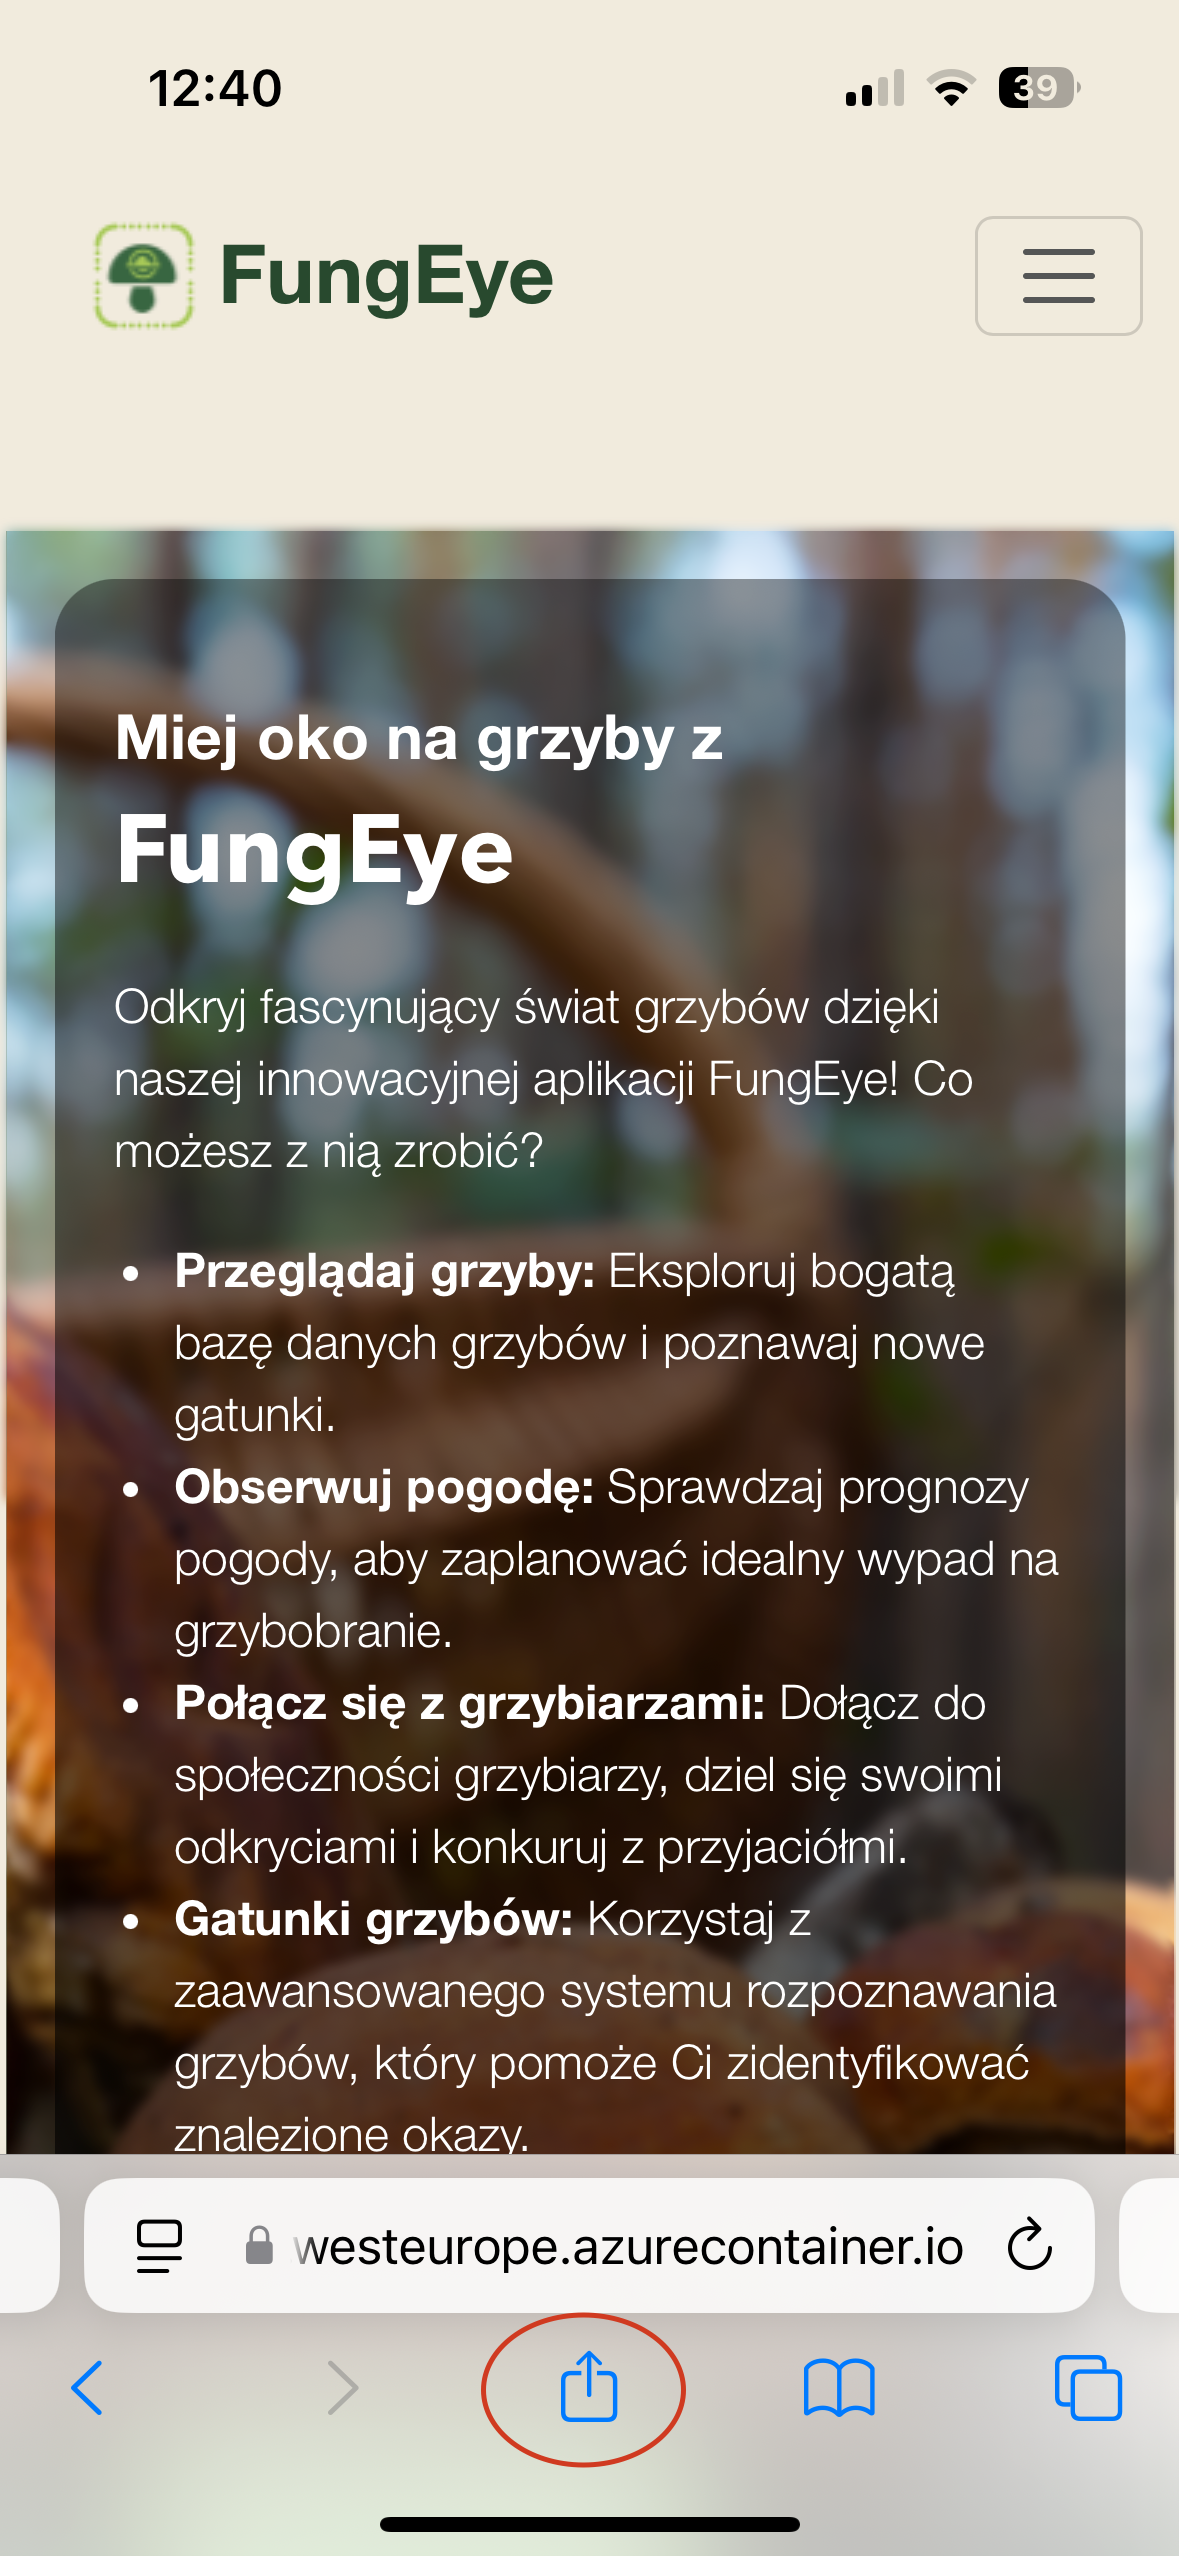 12:40
39
FungEye
Miej oko na grzyby z
FungEye
Odkryj fascynujący świat grzybów dzięki
naszej innowacyjnej aplikacji FungEye! Co
możesz z nią zrobić?
• Przeglądaj grzyby: Eksploruj bogatą
bazę danych grzybów i poznawaj nowe
gatunki.
• Obserwuj pogodę: Sprawdzaj prognozy
pogody, aby zaplanować idealny wypad na
grzybobranie.
• Połącz się z grzybiarzami: Dołącz do
społeczności grzybiarzy, dziel się swoimi
odkryciami i konkuruj z przyjaciółmi.
• Gatunki grzybów: Korzystaj z
zaawansowanego systemu rozpoznawania
grzybów, który pomoże Ci zidentyfikować
znalezione okazy.
westeurope.azurecontainer.io